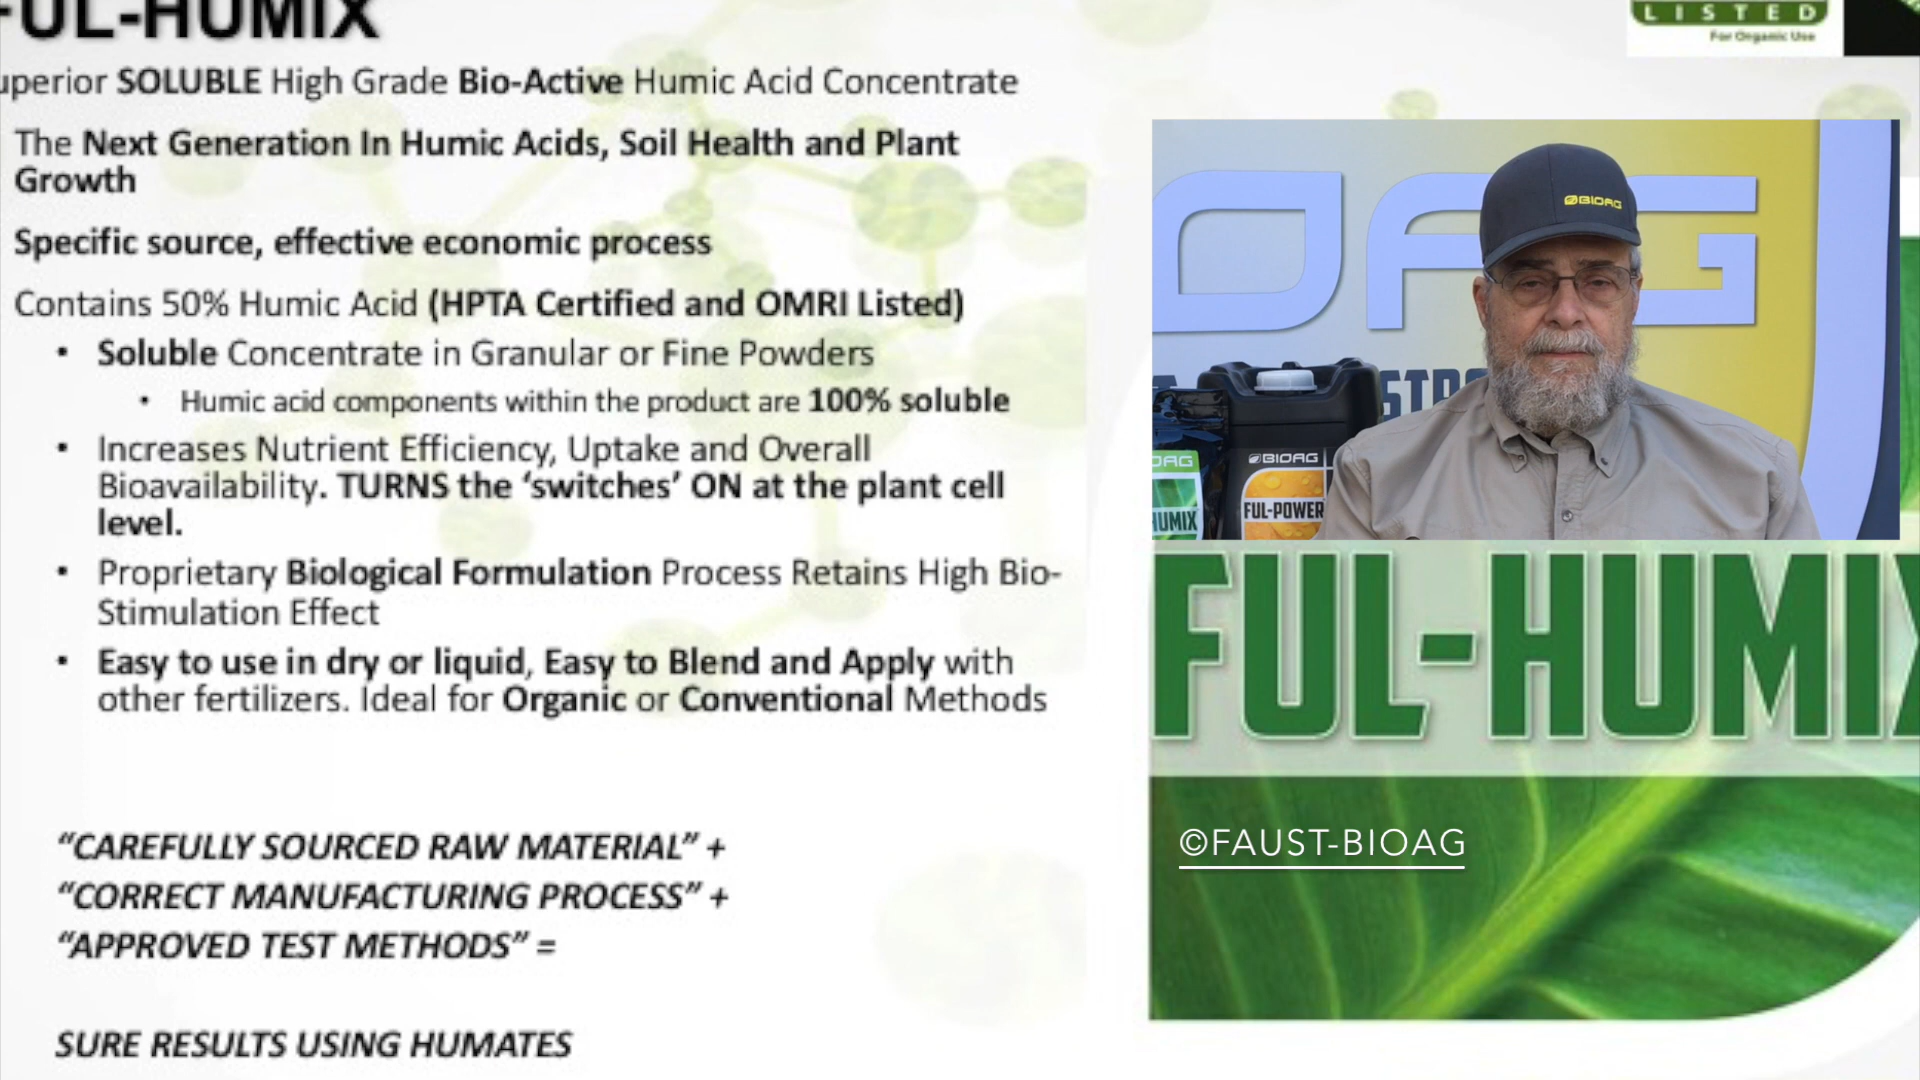 FUL-HUMIX
uperior SOLUBLE High Grade Bio-Active Humic Acid Concentrate
The Next Generation In Humic Acids, Soil Health and Plant
Growth
Specific source, effective economic process
Contains 50% Humic Acid (HPTA Certified and OMRI Listed)
• Soluble Concentrate in Granular or Fine Powders
• Humic acid components within the product are 100% soluble
• Increases Nutrient Efficiency, Uptake and Overall
Bioavailability. TURNS the ‘switches’ ON at the plant cell
level.
• Proprietary Biological Formulation Process Retains High Bio-
Stimulation Effect
• Easy to use in dry or liquid, Easy to Blend and Apply with
other fertilizers. Ideal for Organic or Conventional Methods
“CAREFULLY SOURCED RAW MATERIAL” +
“CORRECT MANUFACTURING PROCESS” +
“APPROVED TEST METHODS” =
SURE RESULTS USING HUMATES
LISTED
For Organic Use
OAG
BIOAG
STR
OAG
HUMIX
BIOAG
FUL-POWER
FUL-HUMIX
©FAUST-BIOAG